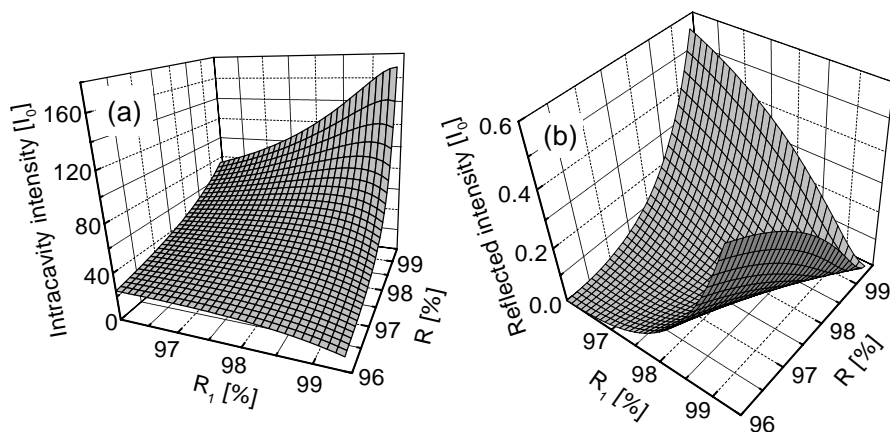 (a)
Intracavity intensity [I0]
160
120
80
40
0
97
98
99
R1 [%]
96
97
98
99
R [%]
(b)
Reflected intensity [I0]
0.6
0.4
0.2
0.0
97
98
99
R1 [%]
96
97
98
99
R [%]